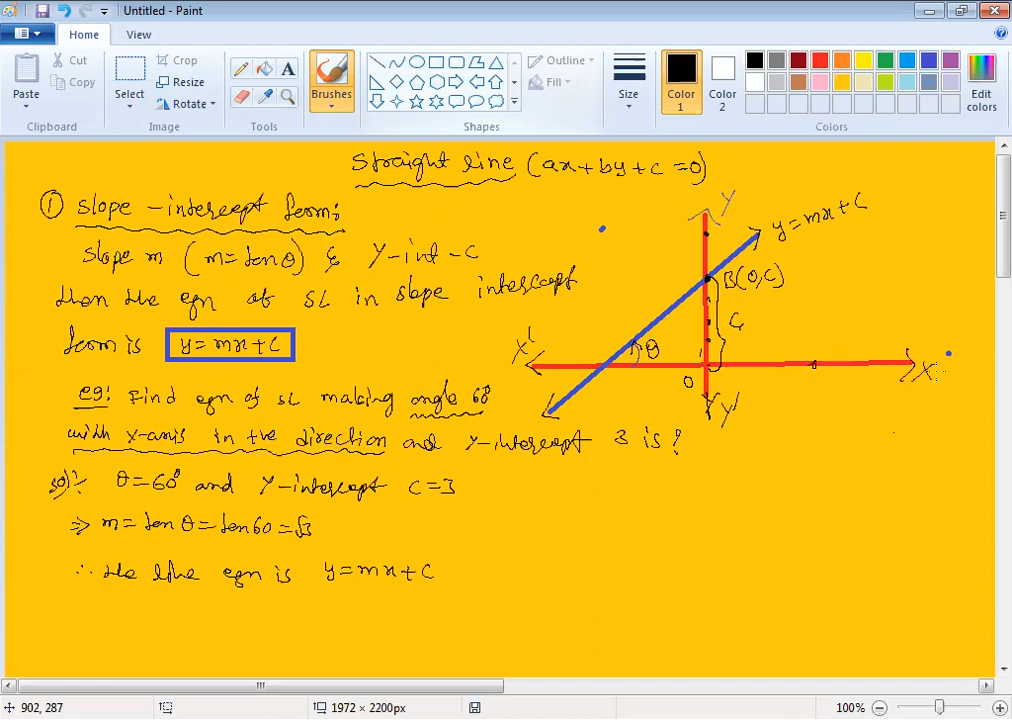 Untitled - Paint
Home
View
Paste
Cut
Copy
Clipboard
Select
Crop
Resize
Rotate
Image
A
Tools
Brushes
Outline
Fill
Shapes
Size
Color
1
Color
2
Edit
colors
Colors
Straight line (ax+by+c=0)
① slope-intercept form:
slope m (m=tanθ) & Y-int-c
then the eqn of SL in slope intercept
form is y=mx+c
eg: Find eqn of SL making angle 60°
with x-axis in +ve direction and Y-intercept 3 is?
sol: θ=60° and Y-intercept c=3
⇒ m=tanθ=tan60=√3
∴ the eqn is y=mx+c
Y
y=mx+c
B(0,c)
c
θ
X'
X
O
Y'
902, 287
1972 × 2200px
100%